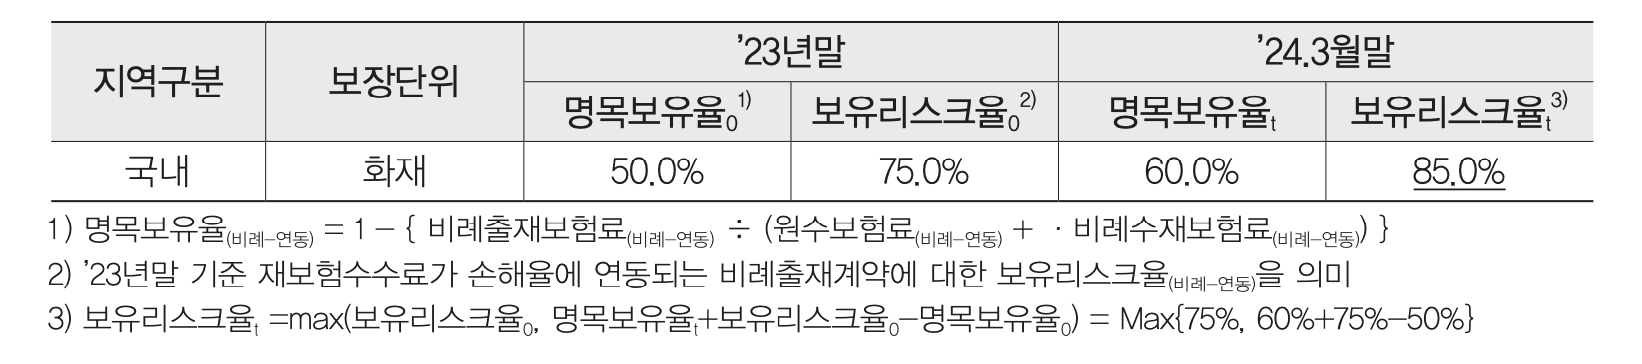 지역구분 보장단위 ’23년말 ’24.3월말
명목보유율₀¹⁾ 보유리스크율₀²⁾ 명목보유율ₜ 보유리스크율ₜ³⁾
국내 화재 50.0% 75.0% 60.0% 85.0%
1) 명목보유율(비례-연동) = 1 - { 비례출재보험료(비례-연동) ÷ (원수보험료(비례-연동) + · 비례수재보험료(비례-연동)) }
2) ’23년말 기준 재보험수수료가 손해율에 연동되는 비례출재계약에 대한 보유리스크율(비례-연동)을 의미
3) 보유리스크율ₜ =max(보유리스크율₀, 명목보유율ₜ+보유리스크율₀-명목보유율₀) = Max{75%, 60%+75%-50%}